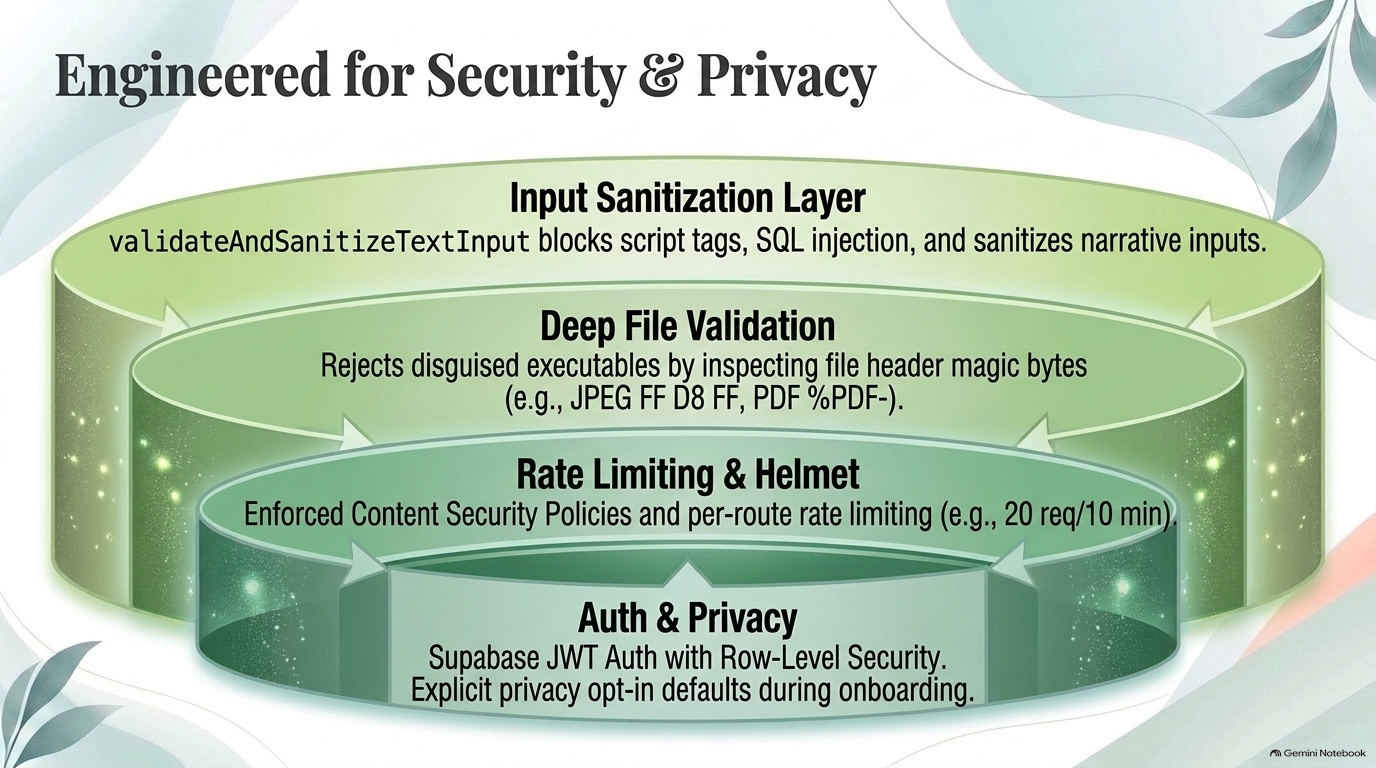 Engineered for Security & Privacy
Input Sanitization Layer
validateAndSanitizeTextInput blocks script tags, SQL injection, and sanitizes narrative inputs.
Deep File Validation
Rejects disguised executables by inspecting file header magic bytes
(e.g., JPEG FF D8 FF, PDF %PDF-).
Rate Limiting & Helmet
Enforced Content Security Policies and per-route rate limiting (e.g., 20 req/10 min).
Auth & Privacy
Supabase JWT Auth with Row-Level Security.
Explicit privacy opt-in defaults during onboarding.
Gemini Notebook